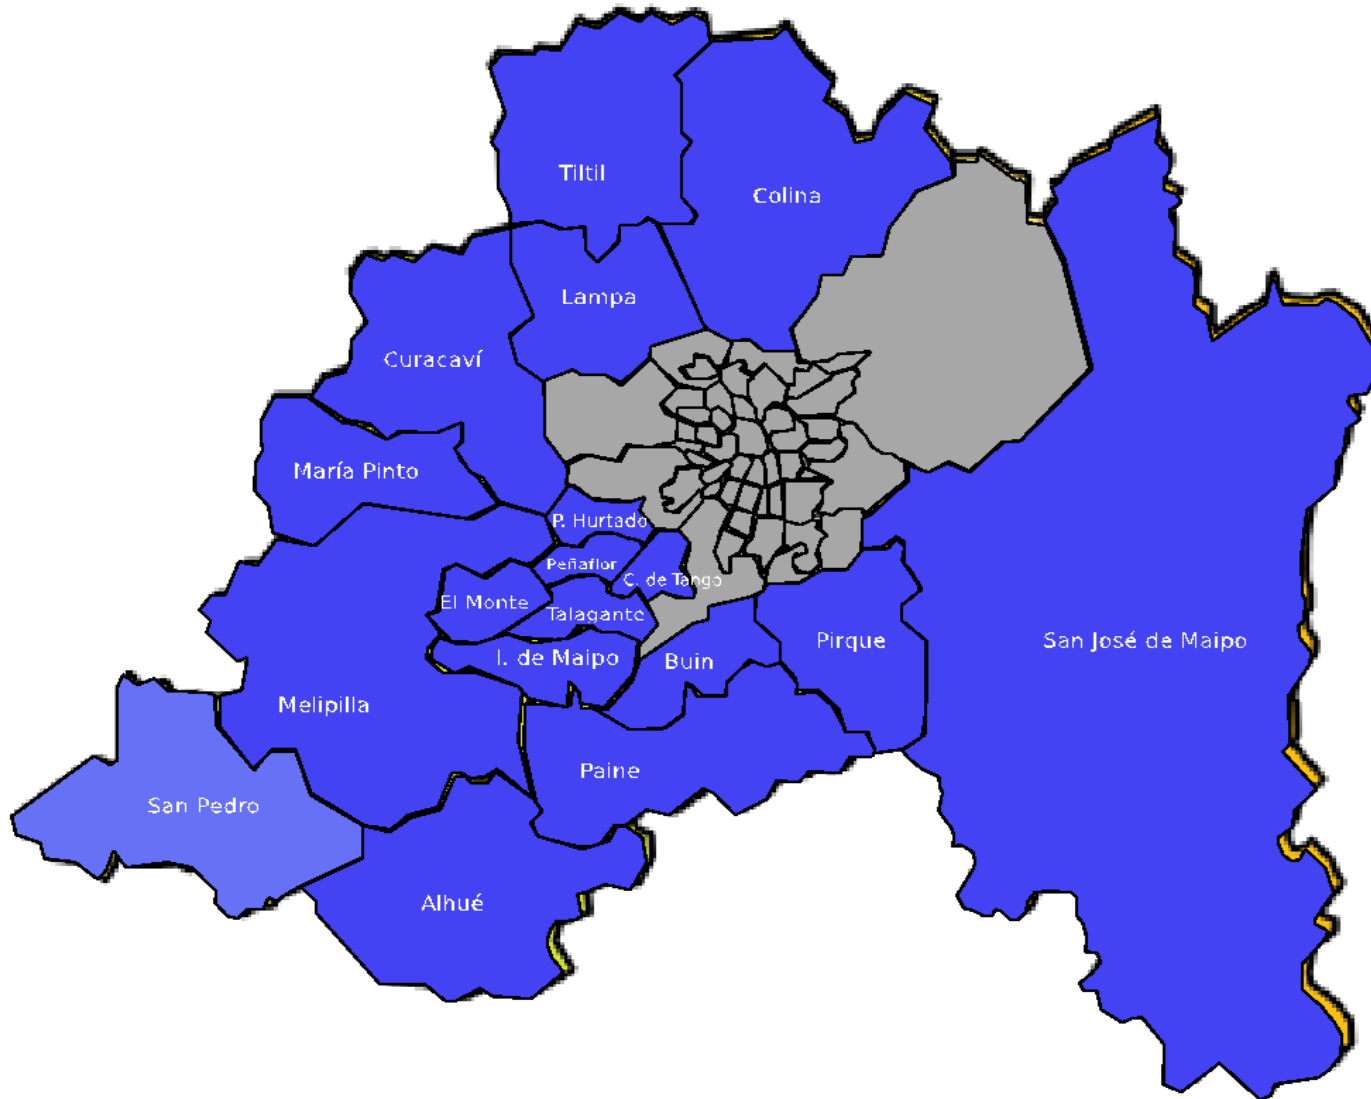 Tiltil
Colina
Lampa
Curacaví
María Pinto
P. Hurtado
Peñaflor
C. de Tango
El Monte
Talagante
I. de Maipo
Buin
Pirque
San José de Maipo
Melipilla
Paine
San Pedro
Alhué